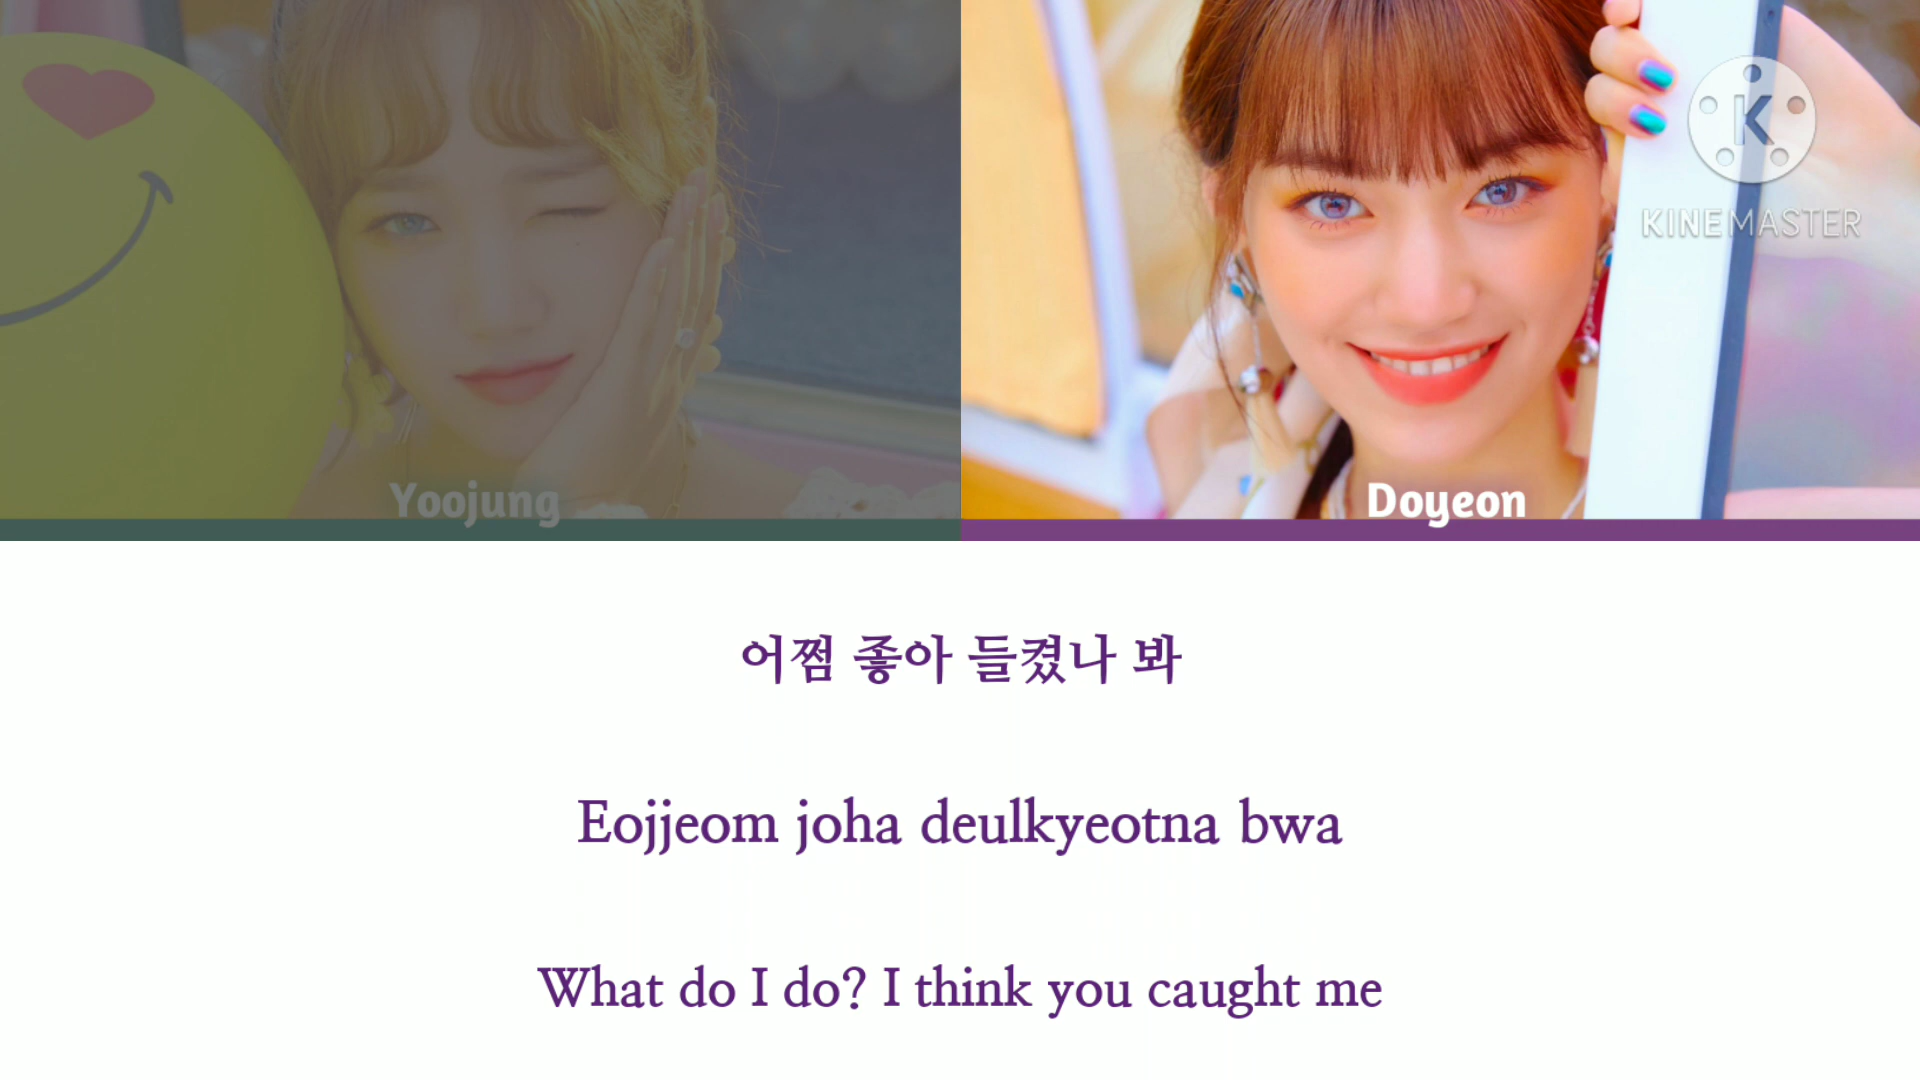 K
KINEMASTER
Yoojung
Doyeon
어쩜 좋아 들켰나 봐
Eojjeom joha deulkyeotna bwa
What do I do? I think you caught me